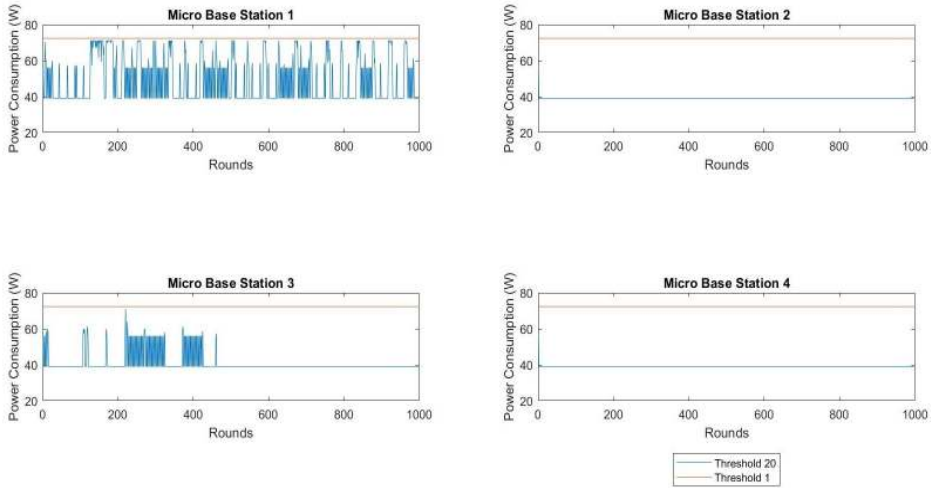 Micro Base Station 1
Power Consumption (W)
80
60
40
20
0 200 400 600 800 1000
Rounds
Micro Base Station 2
Power Consumption (W)
80
60
40
20
0 200 400 600 800 1000
Rounds
Micro Base Station 3
Power Consumption (W)
80
60
40
20
0 200 400 600 800 1000
Rounds
Micro Base Station 4
Power Consumption (W)
80
60
40
20
0 200 400 600 800 1000
Rounds
Threshold 20
Threshold 1